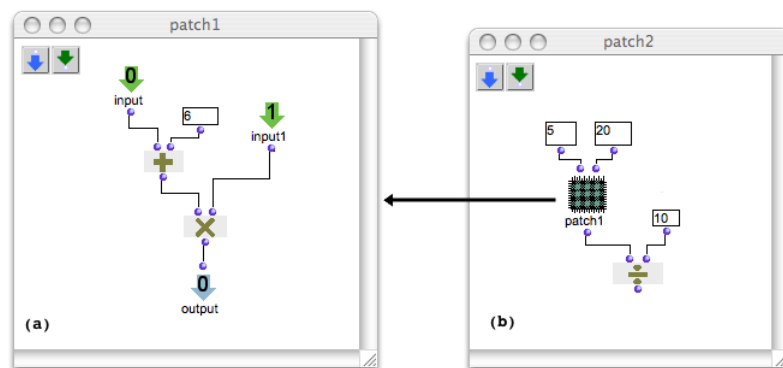 patch1
0
input
6
1
input1
0
output
(a)
patch2
5
20
patch1
10
(b)